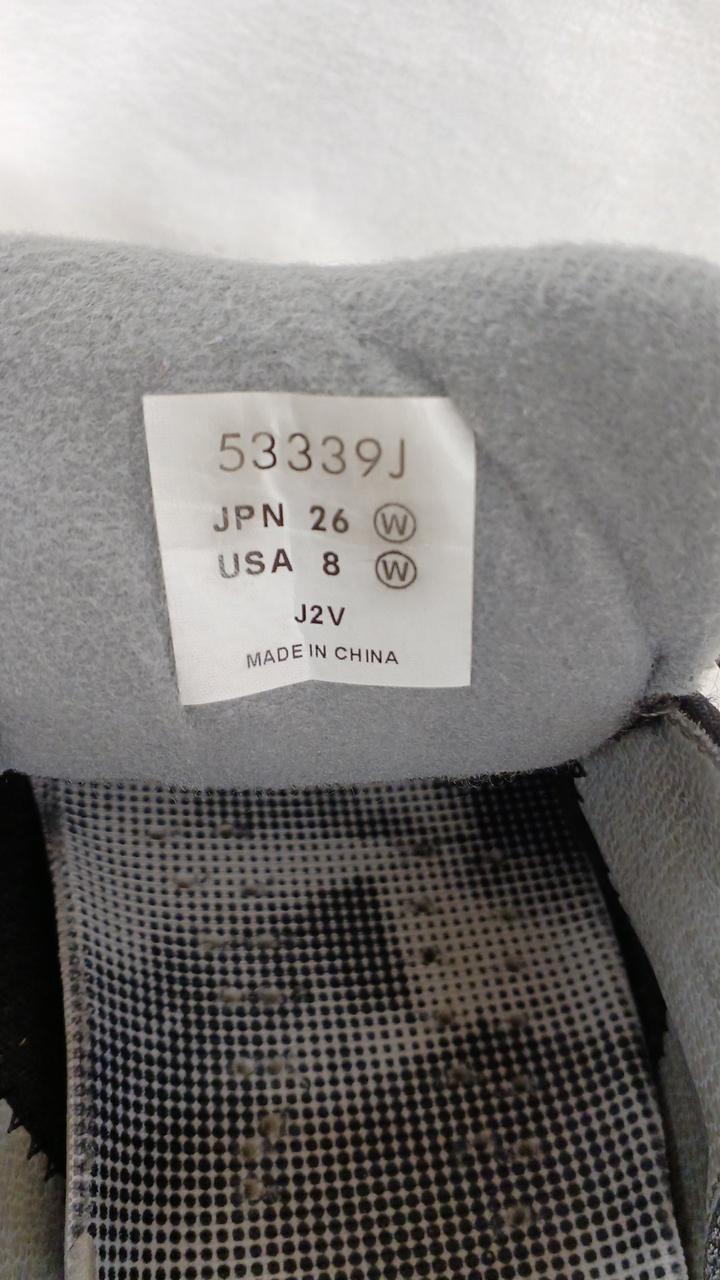 53339J
JPN 26 Ⓦ
USA 8 Ⓦ
J2V
MADE IN CHINA